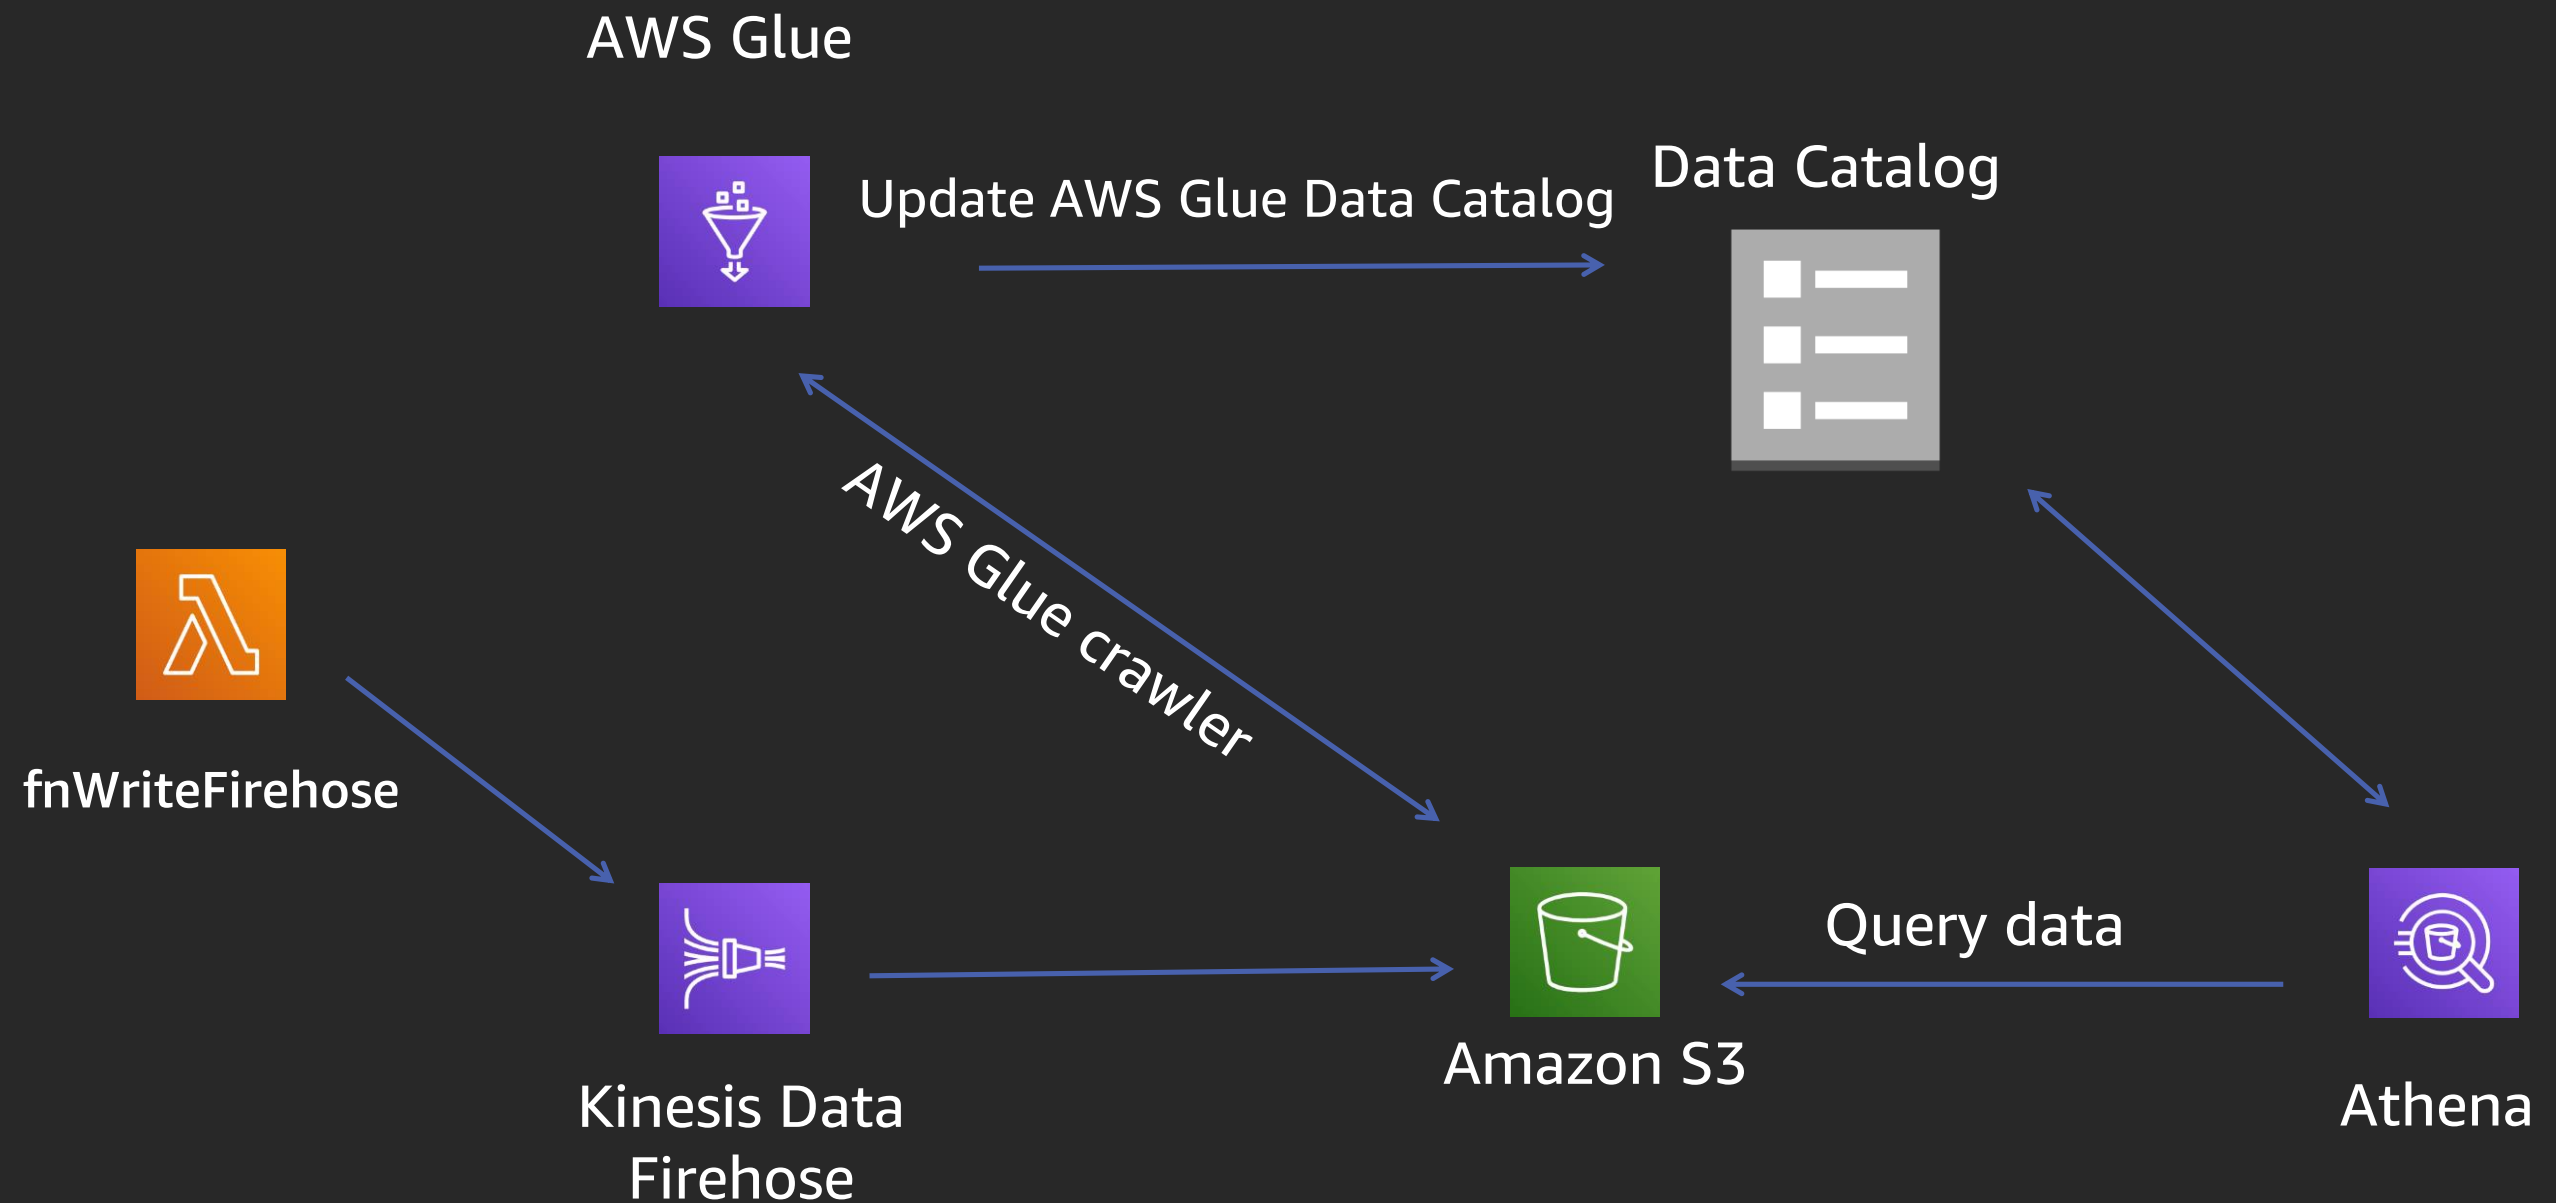 AWS Glue
Update AWS Glue Data Catalog
Data Catalog
AWS Glue crawler
fnWriteFirehose
Kinesis Data
Firehose
Amazon S3
Query data
Athena